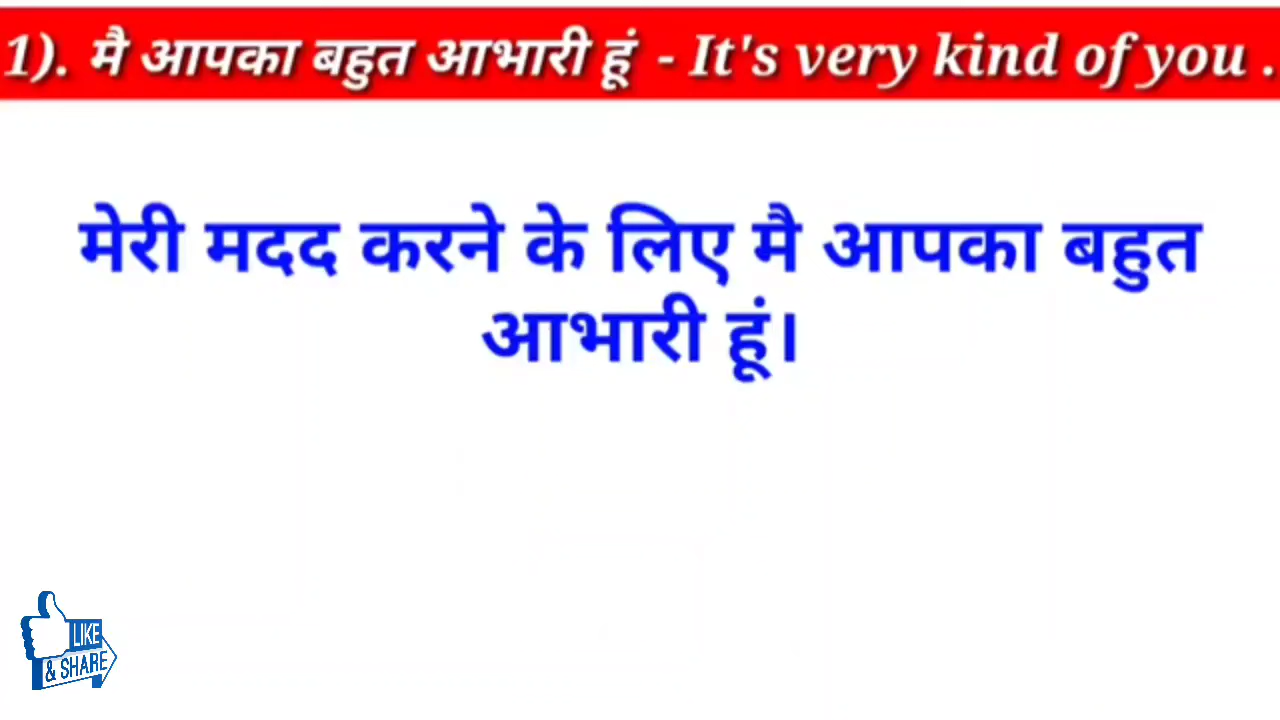 1). मै आपका बहुत आभारी हूं - It's very kind of you .
मेरी मदद करने के लिए मै आपका बहुत
आभारी हूं।
LIKE
& SHARE